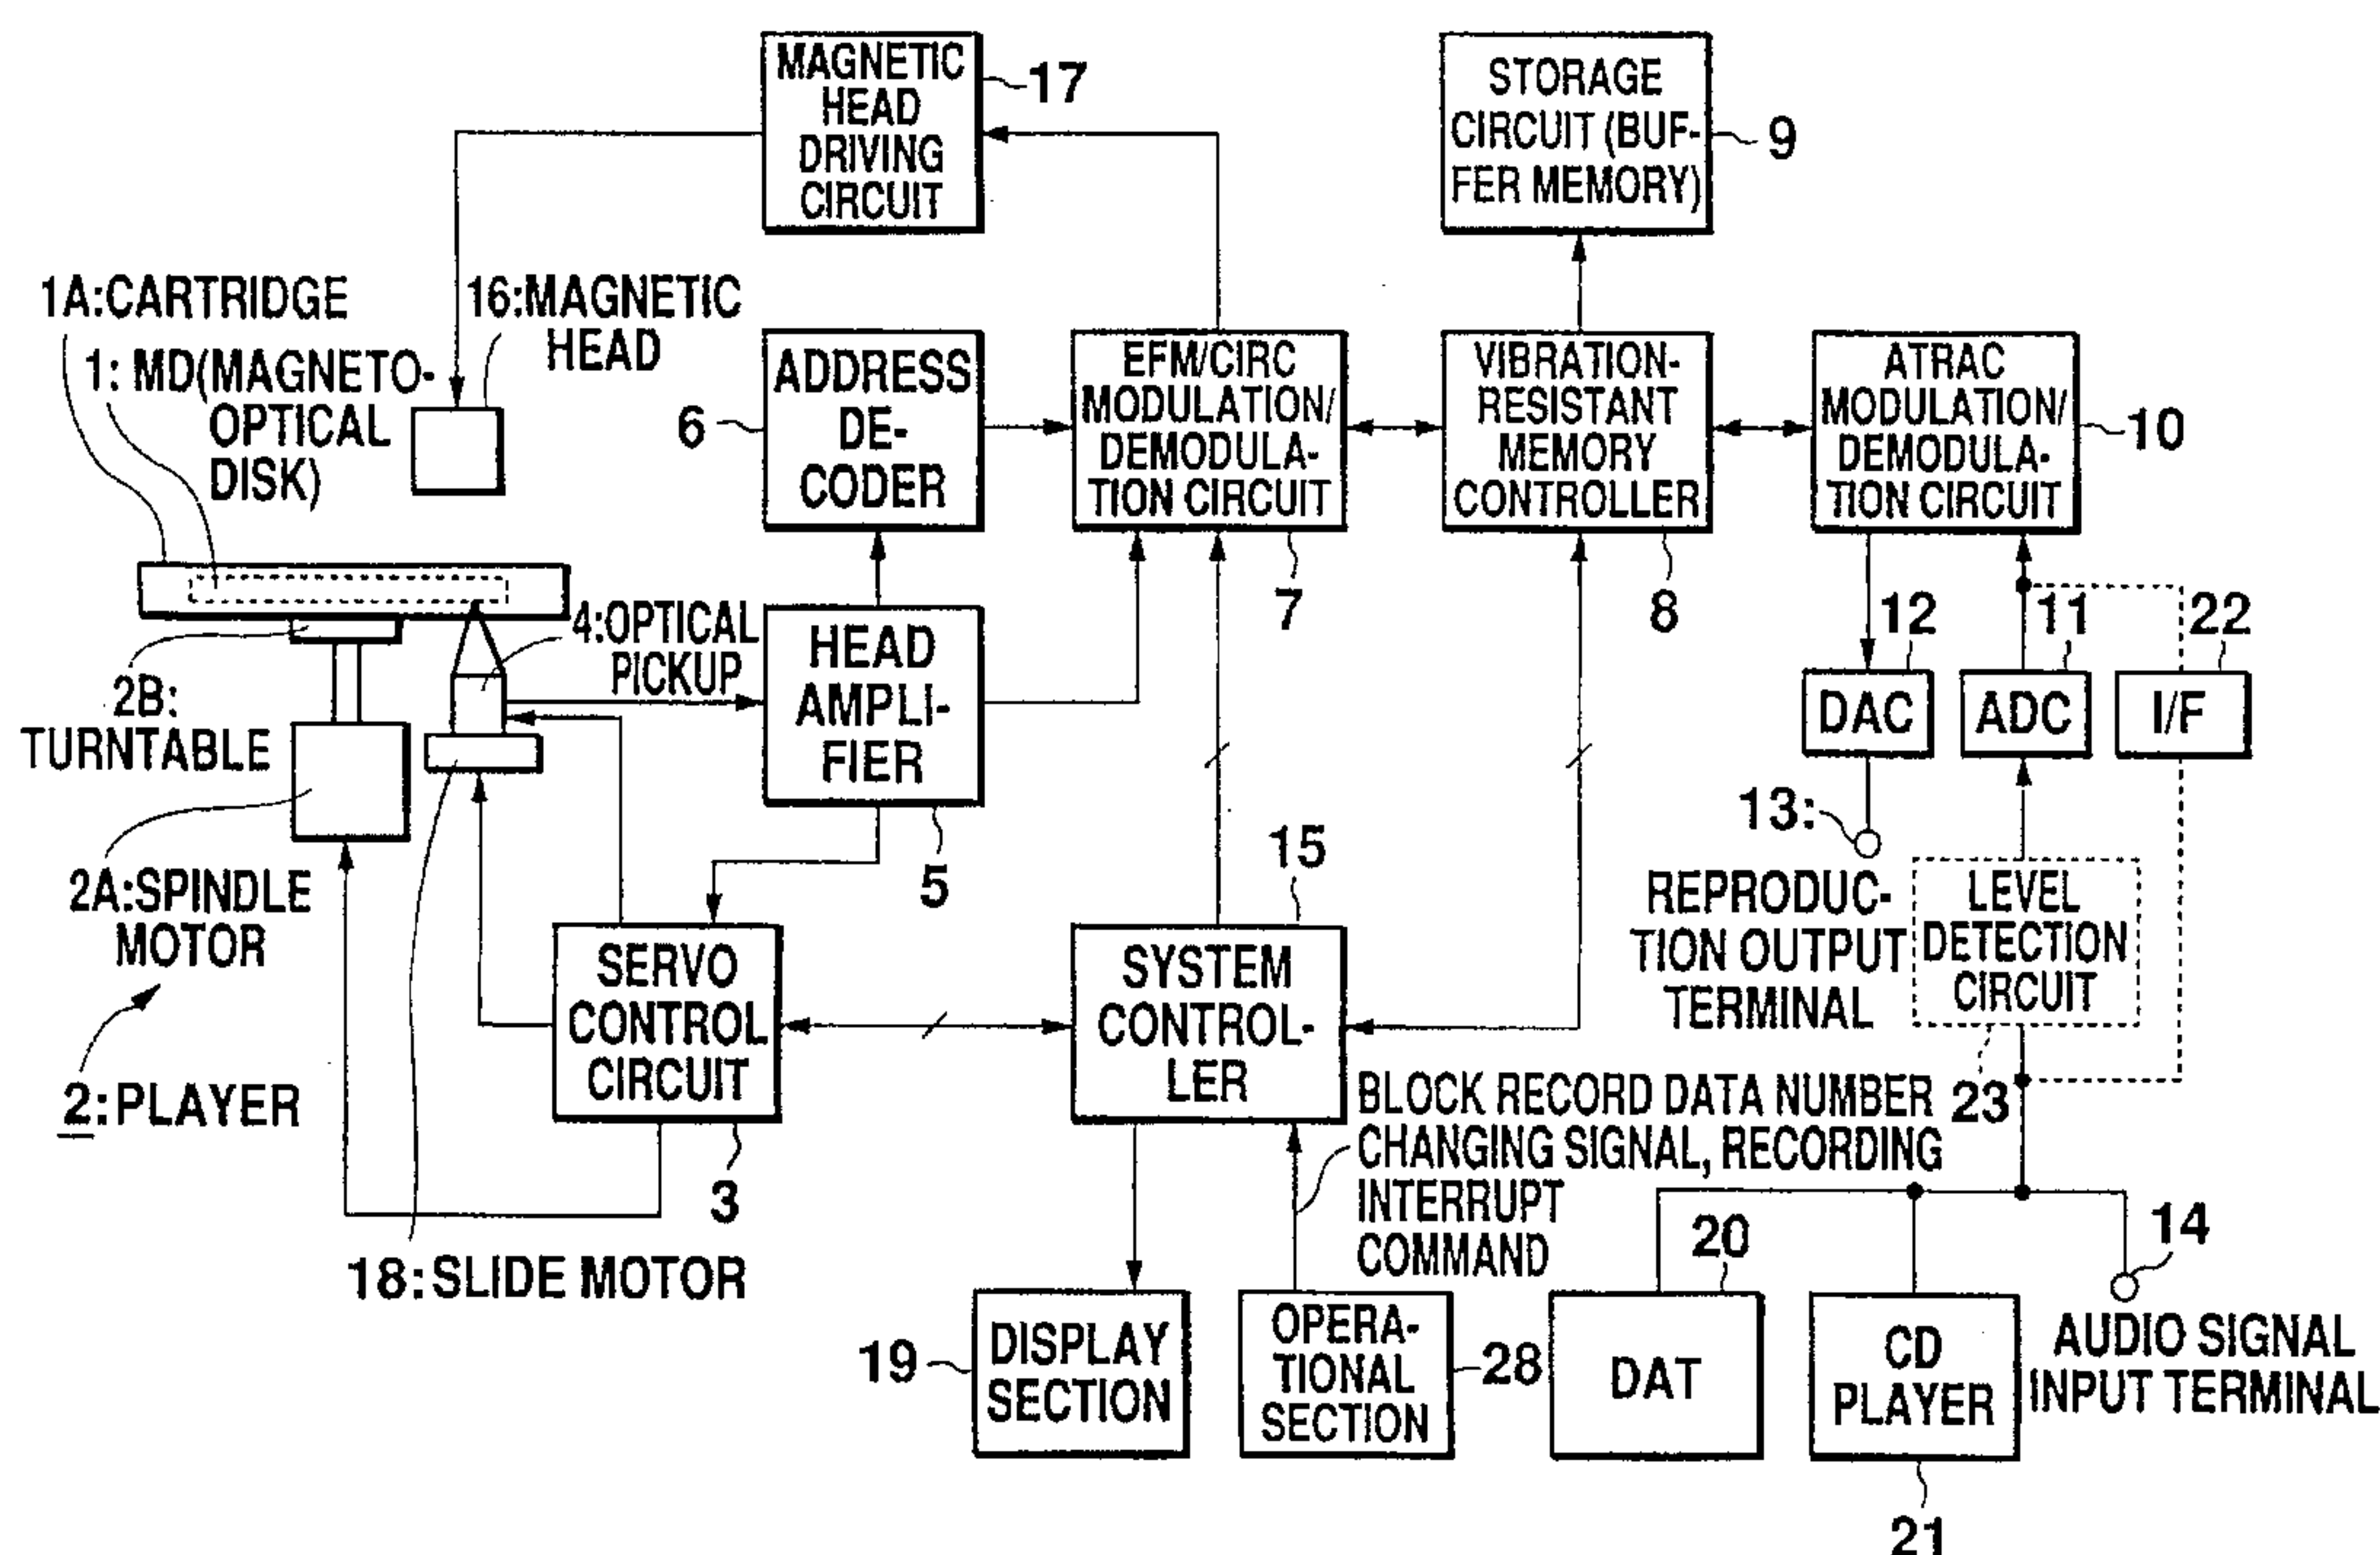 MAGNETIC
HEAD
DRIVING
CIRCUIT
17
STORAGE
CIRCUIT (BUF-
FER MEMORY)
9
1A:CARTRIDGE
1: MD(MAGNETO-
OPTICAL
DISK)
16:MAGNETIC
HEAD
6
ADDRESS
DE-
CODER
EFM/CIRC
MODULATION/
DEMODULA-
TION CIRCUIT
7
VIBRATION-
RESISTANT
MEMORY
CONTROLLER
8
ATRAC
MODULATION/
DEMODULA-
TION CIRCUIT
10
4:OPTICAL
PICKUP
HEAD
AMPLI-
FIER
5
12
11
22
DAC
ADC
I/F
2B:
TURNTABLE
2A:SPINDLE
MOTOR
2:PLAYER
13:
REPRODUC-
TION OUTPUT
TERMINAL
LEVEL
DETECTION
CIRCUIT
23
SERVO
CONTROL
CIRCUIT
3
15
SYSTEM
CONTROL-
LER
BLOCK RECORD DATA NUMBER
CHANGING SIGNAL, RECORDING
INTERRUPT
COMMAND
18:SLIDE MOTOR
19
DISPLAY
SECTION
OPERA-
TIONAL
SECTION
28
20
DAT
CD
PLAYER
21
14
AUDIO SIGNAL
INPUT TERMINAL